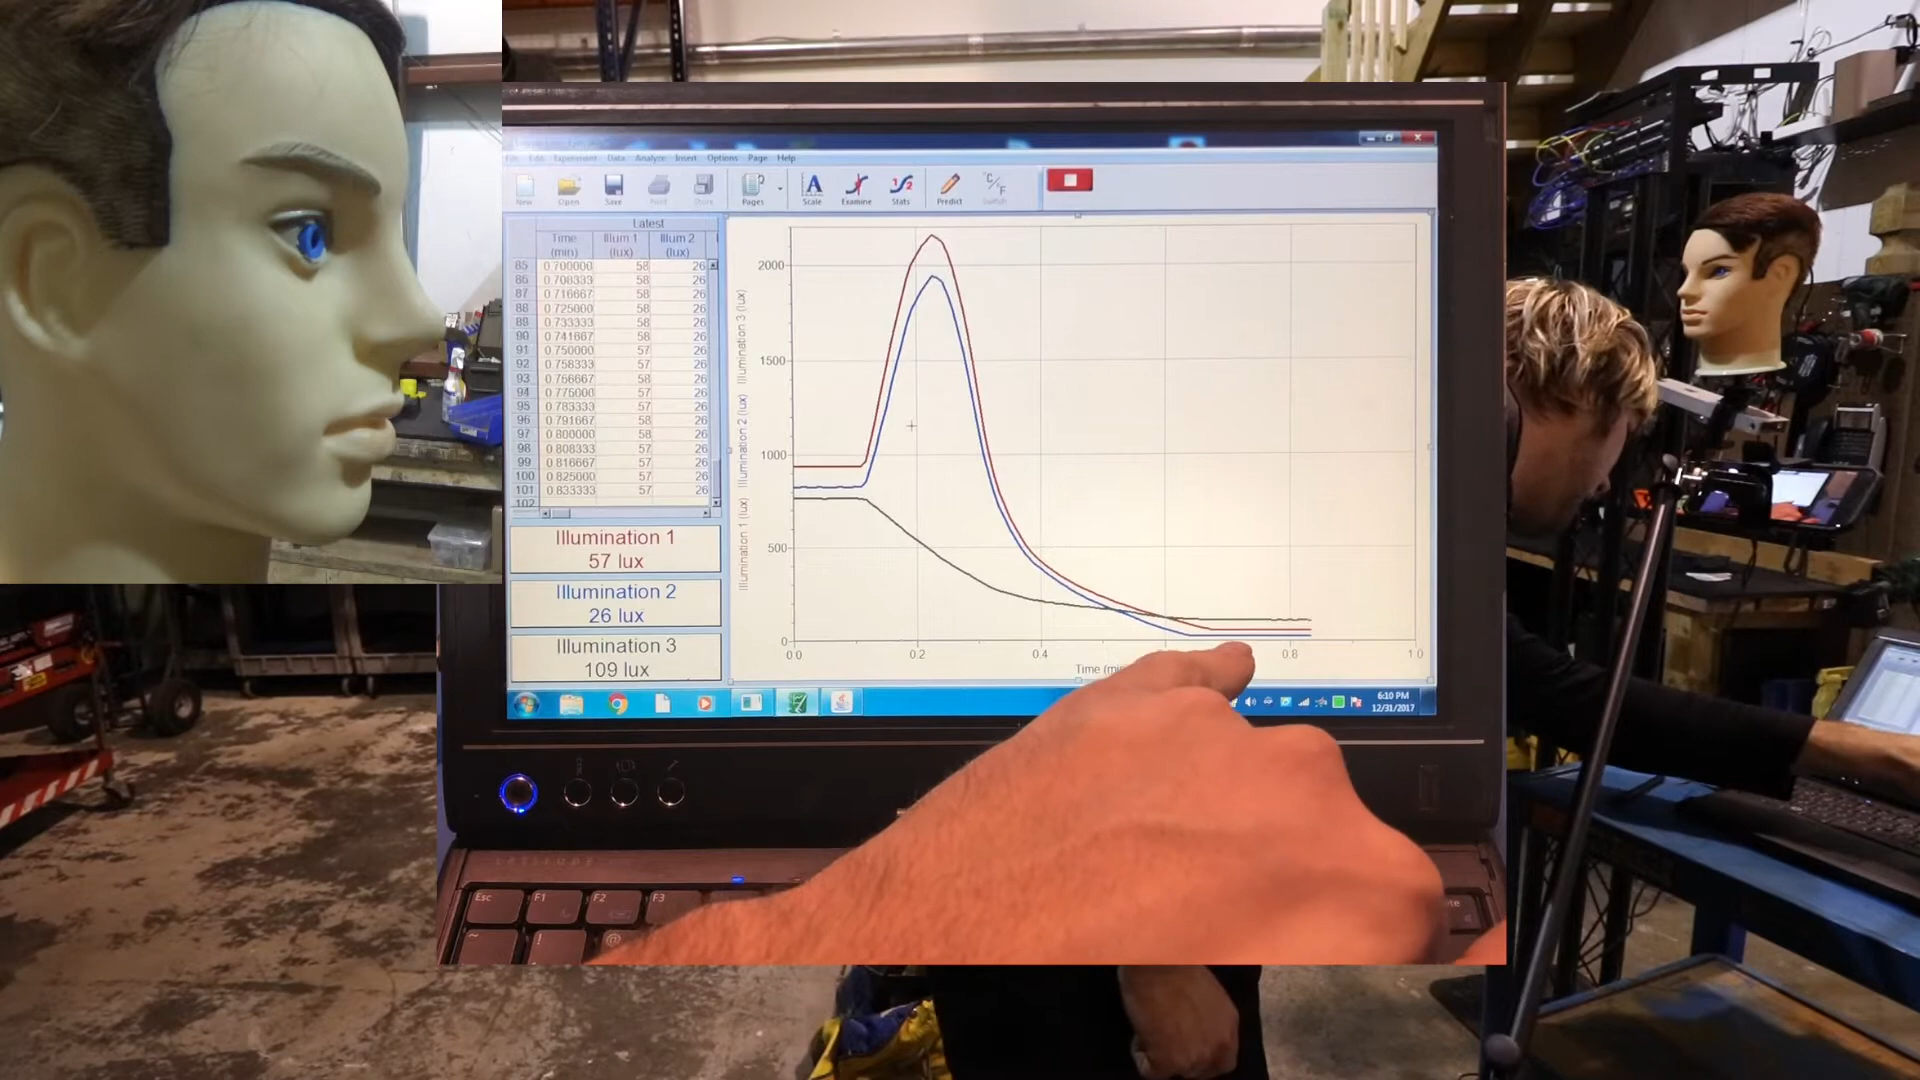 File Edit Experiment Data Analyze Insert Options Page Help
New Open Save Print Store Pages Scale Examine Stats Predict °C/°F Switch
Latest
Time Illum 1 Illum 2
(min) (lux) (lux)
85 0.700000 58 26
86 0.708333 58 26
87 0.716667 58 26
88 0.725000 58 26
89 0.733333 58 26
90 0.741667 58 26
91 0.750000 57 26
92 0.758333 57 26
93 0.766667 58 26
94 0.775000 57 26
95 0.783333 57 26
96 0.791667 58 26
97 0.800000 58 26
98 0.808333 57 26
99 0.816667 57 26
100 0.825000 57 26
101 0.833333 57 26
102
Illumination 1
57 lux
Illumination 2
26 lux
Illumination 3
109 lux
Illumination 1 (lux) Illumination 2 (lux) Illumination 3 (lux)
2000
1500
1000
500
0
0.0 0.2 0.4 0.8 1.0
Time (min
6:10 PM
12/31/2017
Esc F1 F2 F3
~ ! @